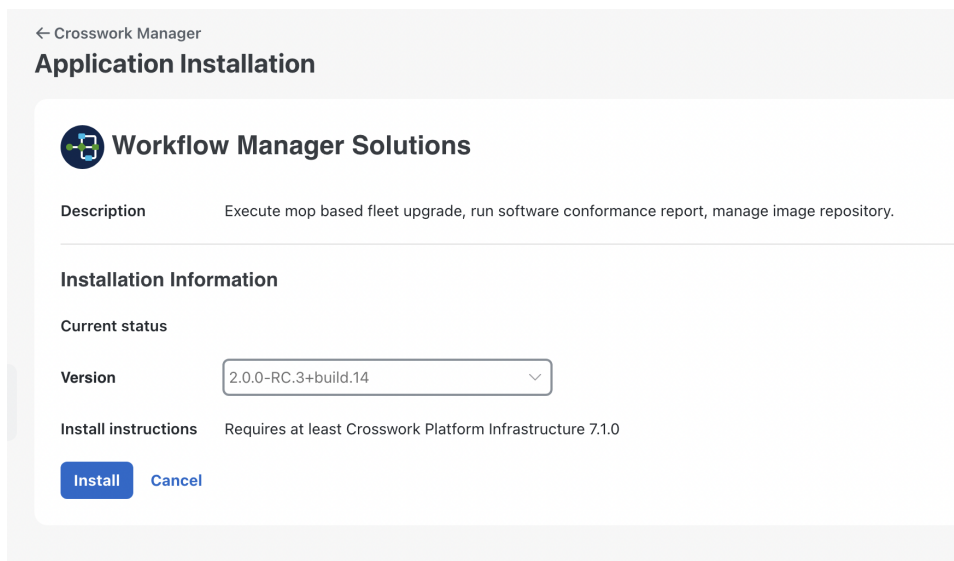 ← Crosswork Manager
Application Installation
Workflow Manager Solutions
Description Execute mop based fleet upgrade, run software conformance report, manage image repository.
Installation Information
Current status
Version 2.0.0-RC.3+build.14
Install instructions Requires at least Crosswork Platform Infrastructure 7.1.0
Install Cancel